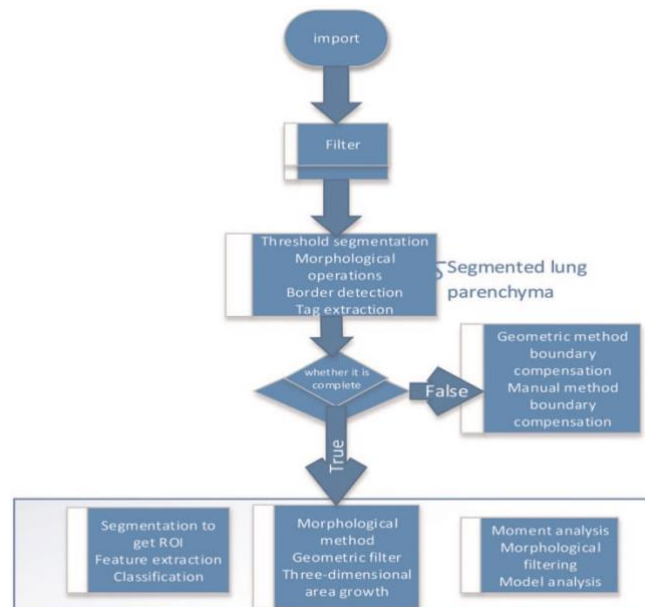 import
Filter
Threshold segmentation
Morphological
operations
Border detection
Tag extraction
Segmented lung
parenchyma
whether it is
complete
False
Geometric method
boundary
compensation
Manual method
boundary
compensation
True
Segmentation to
get ROI
Feature extraction
Classification
Morphological
method
Geometric filter
Three-dimensional
area growth
Moment analysis
Morphological
filtering
Model analysis